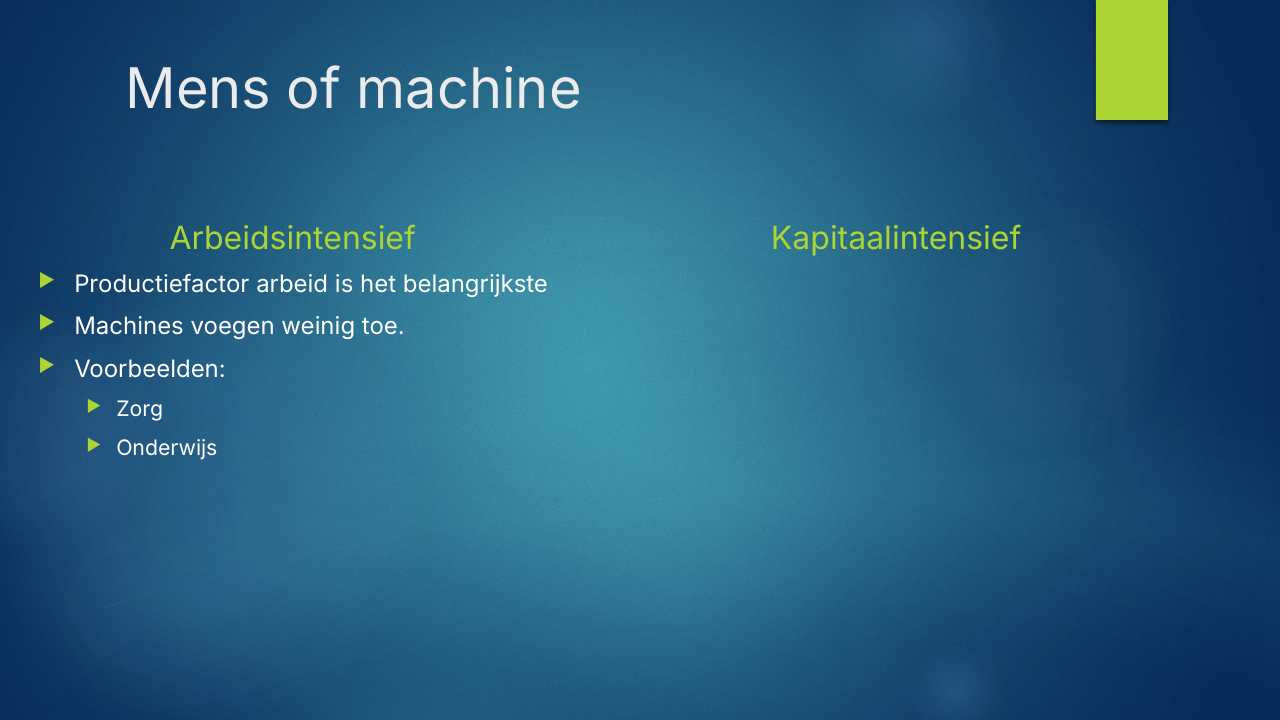 Mens of machine
Arbeidsintensief
Productiefactor arbeid is het belangrijkste
Machines voegen weinig toe.
Voorbeelden:
Zorg
Onderwijs
Kapitaalintensief